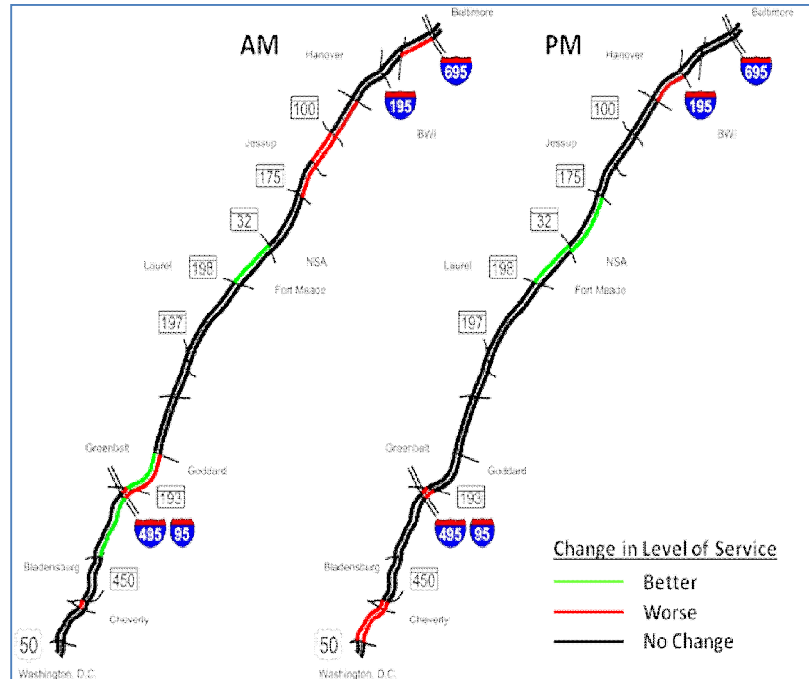 AM
Baltimore
Hanover
695
100
195
Jessup
BWI
175
32
Laurel
198
NSA
Fort Meade
197
Greenbelt
Goddard
193
495 95
Bladensburg
450
Cheverly
50
Washington, D.C.
PM
Baltimore
Hanover
695
100
195
Jessup
BWI
175
32
Laurel
198
NSA
Fort Meade
197
Greenbelt
Goddard
193
495 95
Bladensburg
450
Cheverly
50
Washington, D.C.
Change in Level of Service
Better
Worse
No Change